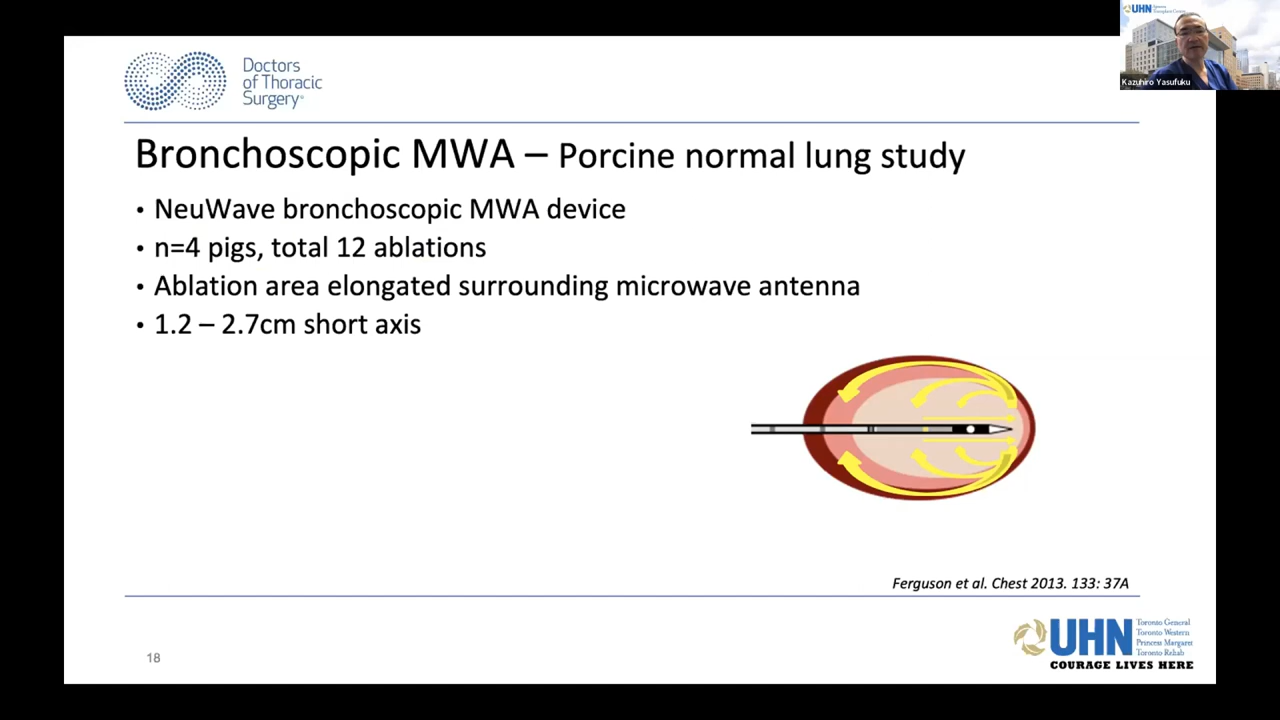 UHN
Kazuhiro Yasufuku
Doctors
of Thoracic
Surgery
Bronchoscopic MWA – Porcine normal lung study
• NeuWave bronchoscopic MWA device
• n=4 pigs, total 12 ablations
• Ablation area elongated surrounding microwave antenna
• 1.2 – 2.7cm short axis
Ferguson et al. Chest 2013. 133: 37A
18
UHN
Toronto General
Toronto Western
Princess Margaret
Toronto Rehab
COURAGE LIVES HERE